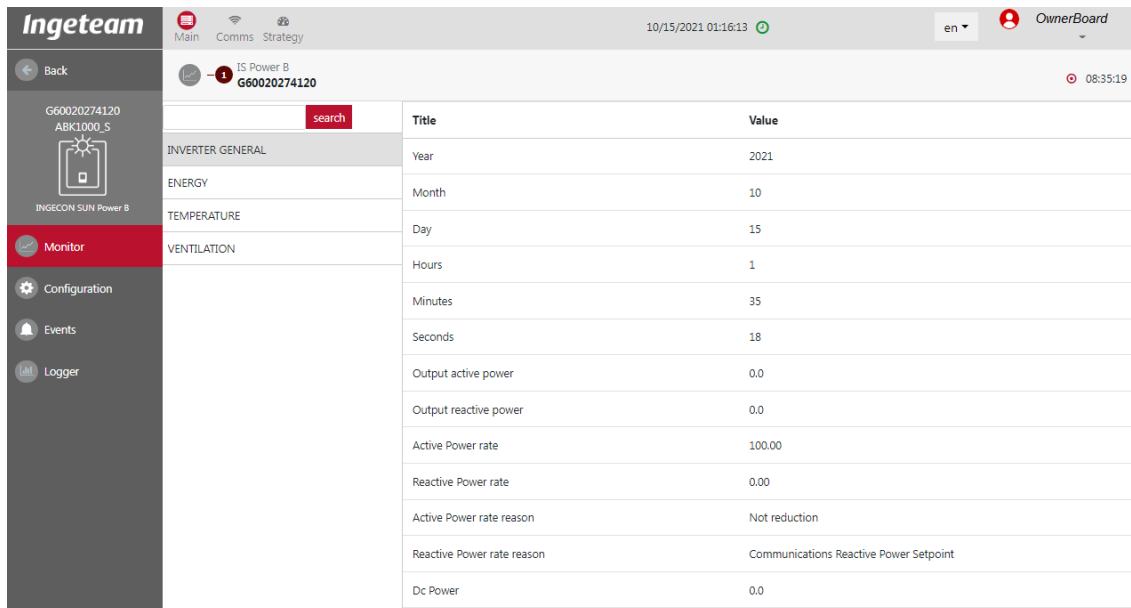 Ingeteam
Main Comms Strategy
10/15/2021 01:16:13
en
OwnerBoard
Back
1
IS Power B
G60020274120
08:35:19
G60020274120
ABK1000_S
INGECON SUN Power B
Monitor
Configuration
Events
Logger
search
INVERTER GENERAL
ENERGY
TEMPERATURE
VENTILATION
Title Value
Year 2021
Month 10
Day 15
Hours 1
Minutes 35
Seconds 18
Output active power 0.0
Output reactive power 0.0
Active Power rate 100.00
Reactive Power rate 0.00
Active Power rate reason Not reduction
Reactive Power rate reason Communications Reactive Power Setpoint
Dc Power 0.0